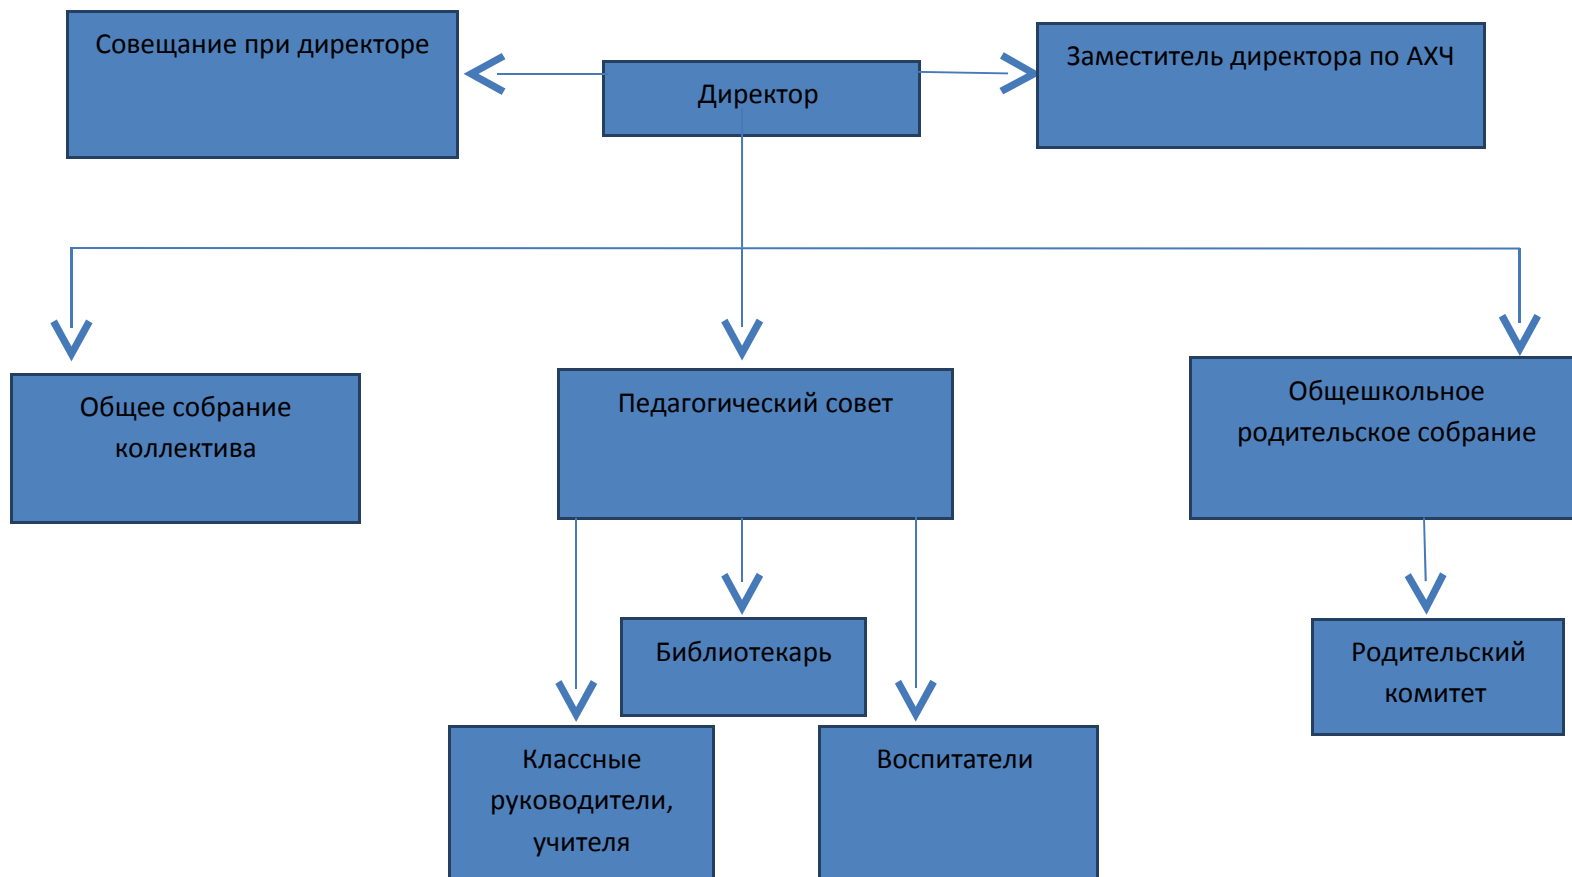 Совещание при директоре
Директор
Заместитель директора по АХЧ
Общее собрание
коллектива
Педагогический совет
Общешкольное
родительское собрание
Библиотекарь
Родительский
комитет
Классные
руководители,
учителя
Воспитатели